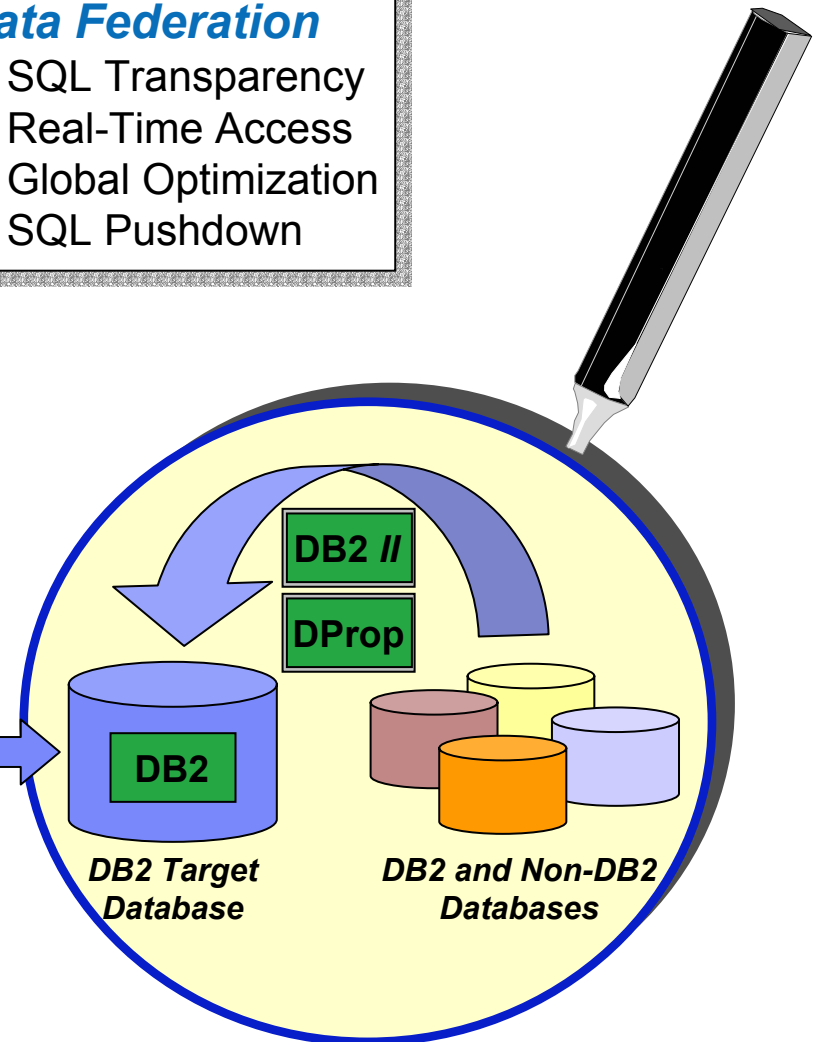 ata Federation
SQL Transparency
Real-Time Access
Global Optimization
SQL Pushdown
DB2 II
DProp
DB2
DB2 Target
Database
DB2 and Non-DB2
Databases